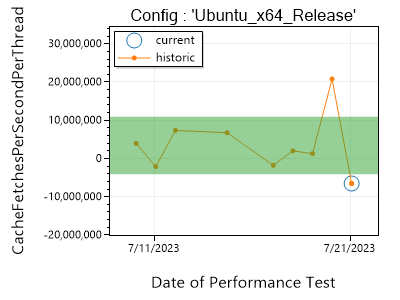 Config : 'Ubuntu_x64_Release'
CacheFetchesPerSecondPerThread
30,000,000
20,000,000
10,000,000
0
-10,000,000
-20,000,000
current
historic
7/11/2023
7/21/2023
Date of Performance Test